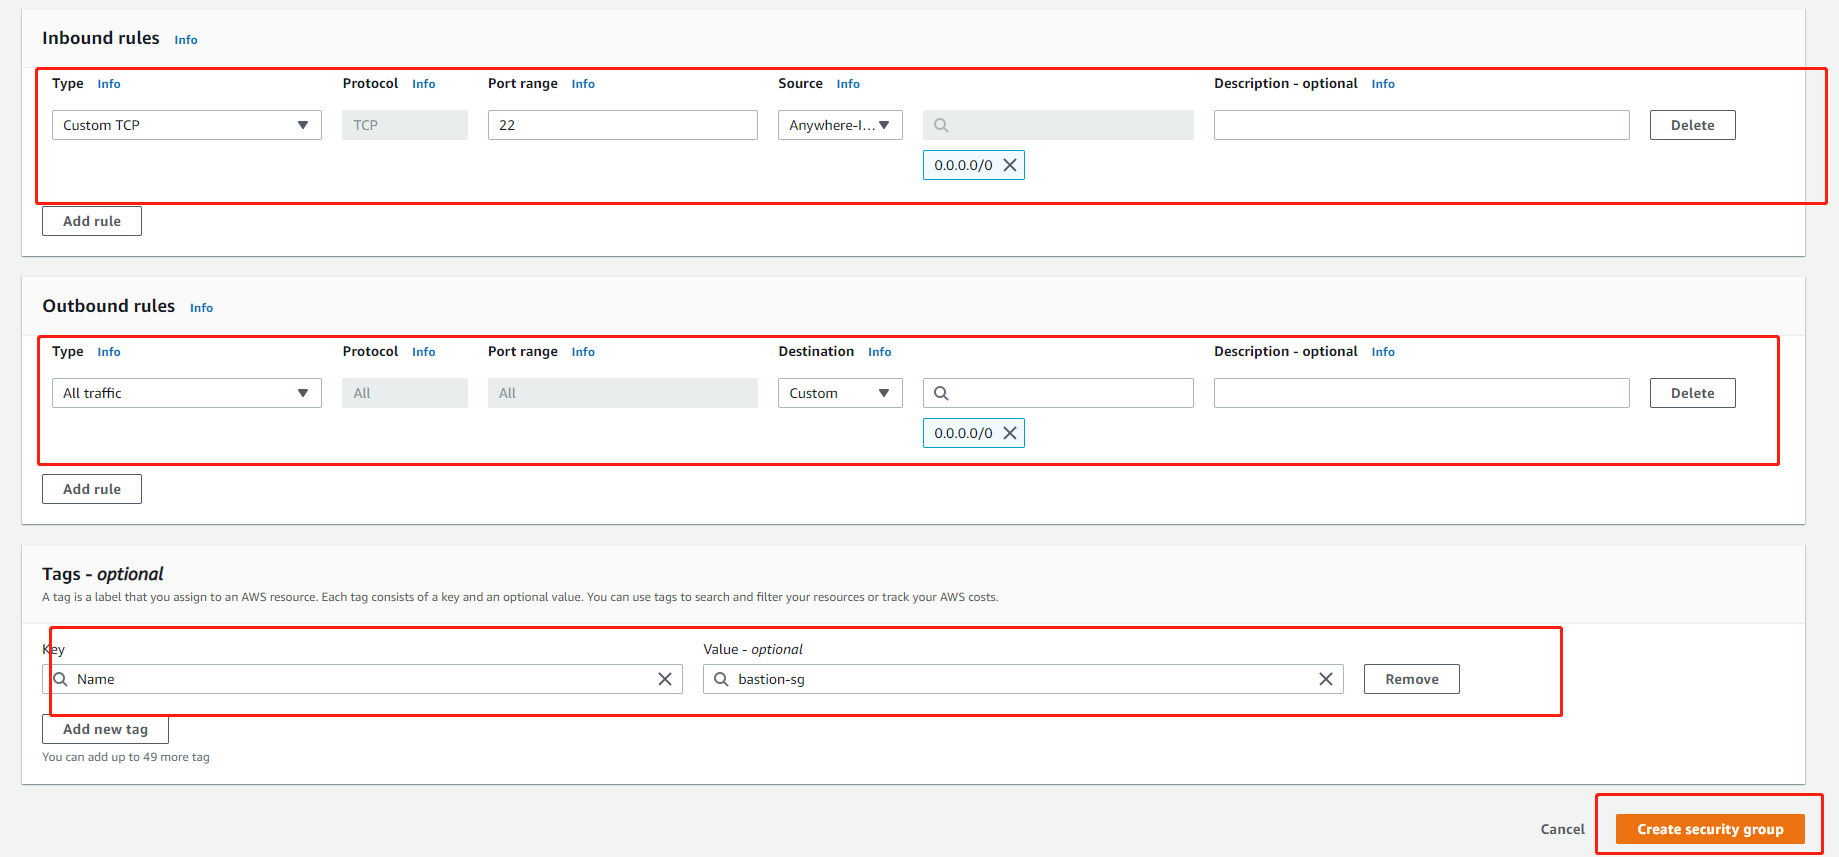 Inbound rules Info
Type Info Protocol Info Port range Info Source Info Description - optional Info
Custom TCP TCP 22 Anywhere-I... Delete
0.0.0.0/0
Add rule
Outbound rules Info
Type Info Protocol Info Port range Info Destination Info Description - optional Info
All traffic All All Custom Delete
0.0.0.0/0
Add rule
Tags - optional
A tag is a label that you assign to an AWS resource. Each tag consists of a key and an optional value. You can use tags to search and filter your resources or track your AWS costs.
Key Value - optional
Name bastion-sg Remove
Add new tag
You can add up to 49 more tag
Cancel Create security group